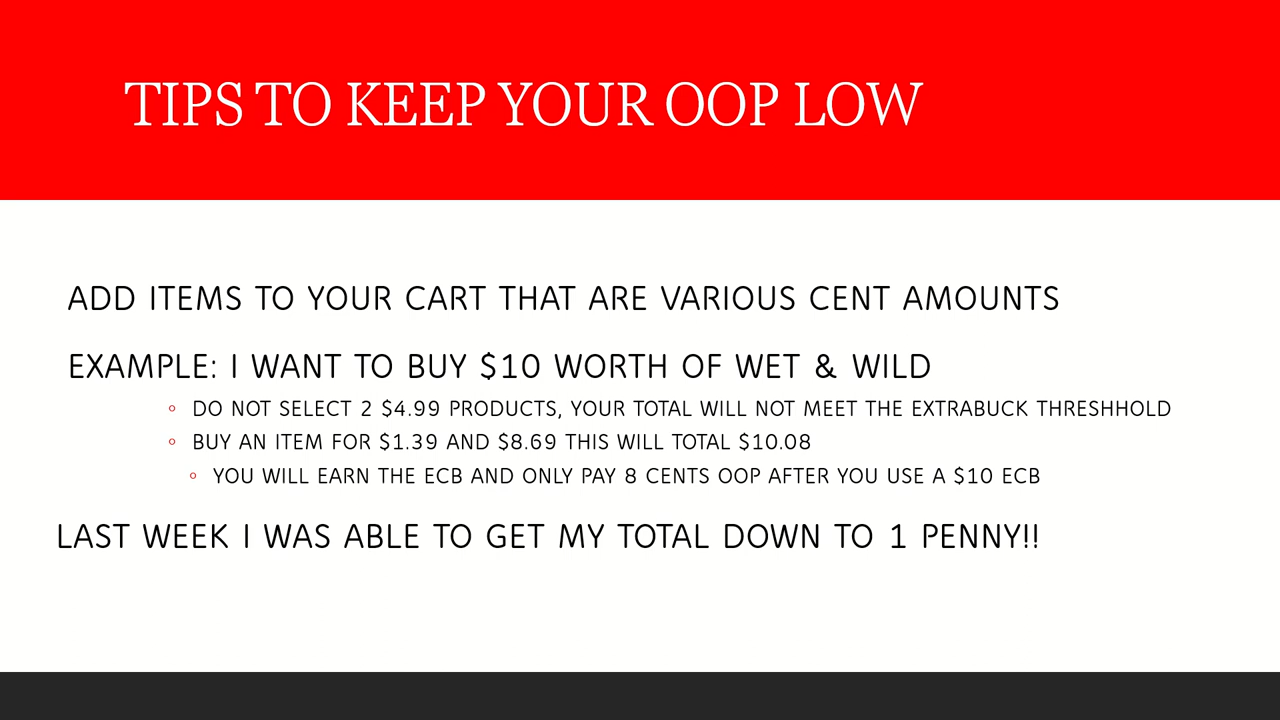 TIPS TO KEEP YOUR OOP LOW
ADD ITEMS TO YOUR CART THAT ARE VARIOUS CENT AMOUNTS
EXAMPLE: I WANT TO BUY $10 WORTH OF WET & WILD
◦ DO NOT SELECT 2 $4.99 PRODUCTS, YOUR TOTAL WILL NOT MEET THE EXTRABUCK THRESHHOLD
◦ BUY AN ITEM FOR $1.39 AND $8.69 THIS WILL TOTAL $10.08
◦ YOU WILL EARN THE ECB AND ONLY PAY 8 CENTS OOP AFTER YOU USE A $10 ECB
LAST WEEK I WAS ABLE TO GET MY TOTAL DOWN TO 1 PENNY!!